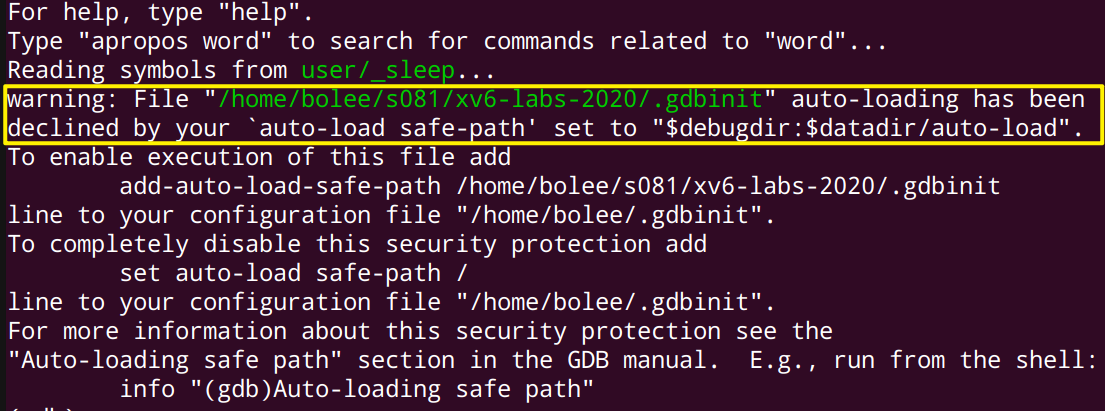 For help, type "help".
Type "apropos word" to search for commands related to "word"...
Reading symbols from user/_sleep...
warning: File "/home/bolee/s081/xv6-labs-2020/.gdbinit" auto-loading has been
declined by your `auto-load safe-path' set to "$debugdir:$datadir/auto-load".
To enable execution of this file add
        add-auto-load-safe-path /home/bolee/s081/xv6-labs-2020/.gdbinit
line to your configuration file "/home/bolee/.gdbinit".
To completely disable this security protection add
        set auto-load safe-path /
line to your configuration file "/home/bolee/.gdbinit".
For more information about this security protection see the
"Auto-loading safe path" section in the GDB manual.  E.g., run from the shell:
        info "(gdb)Auto-loading safe path"